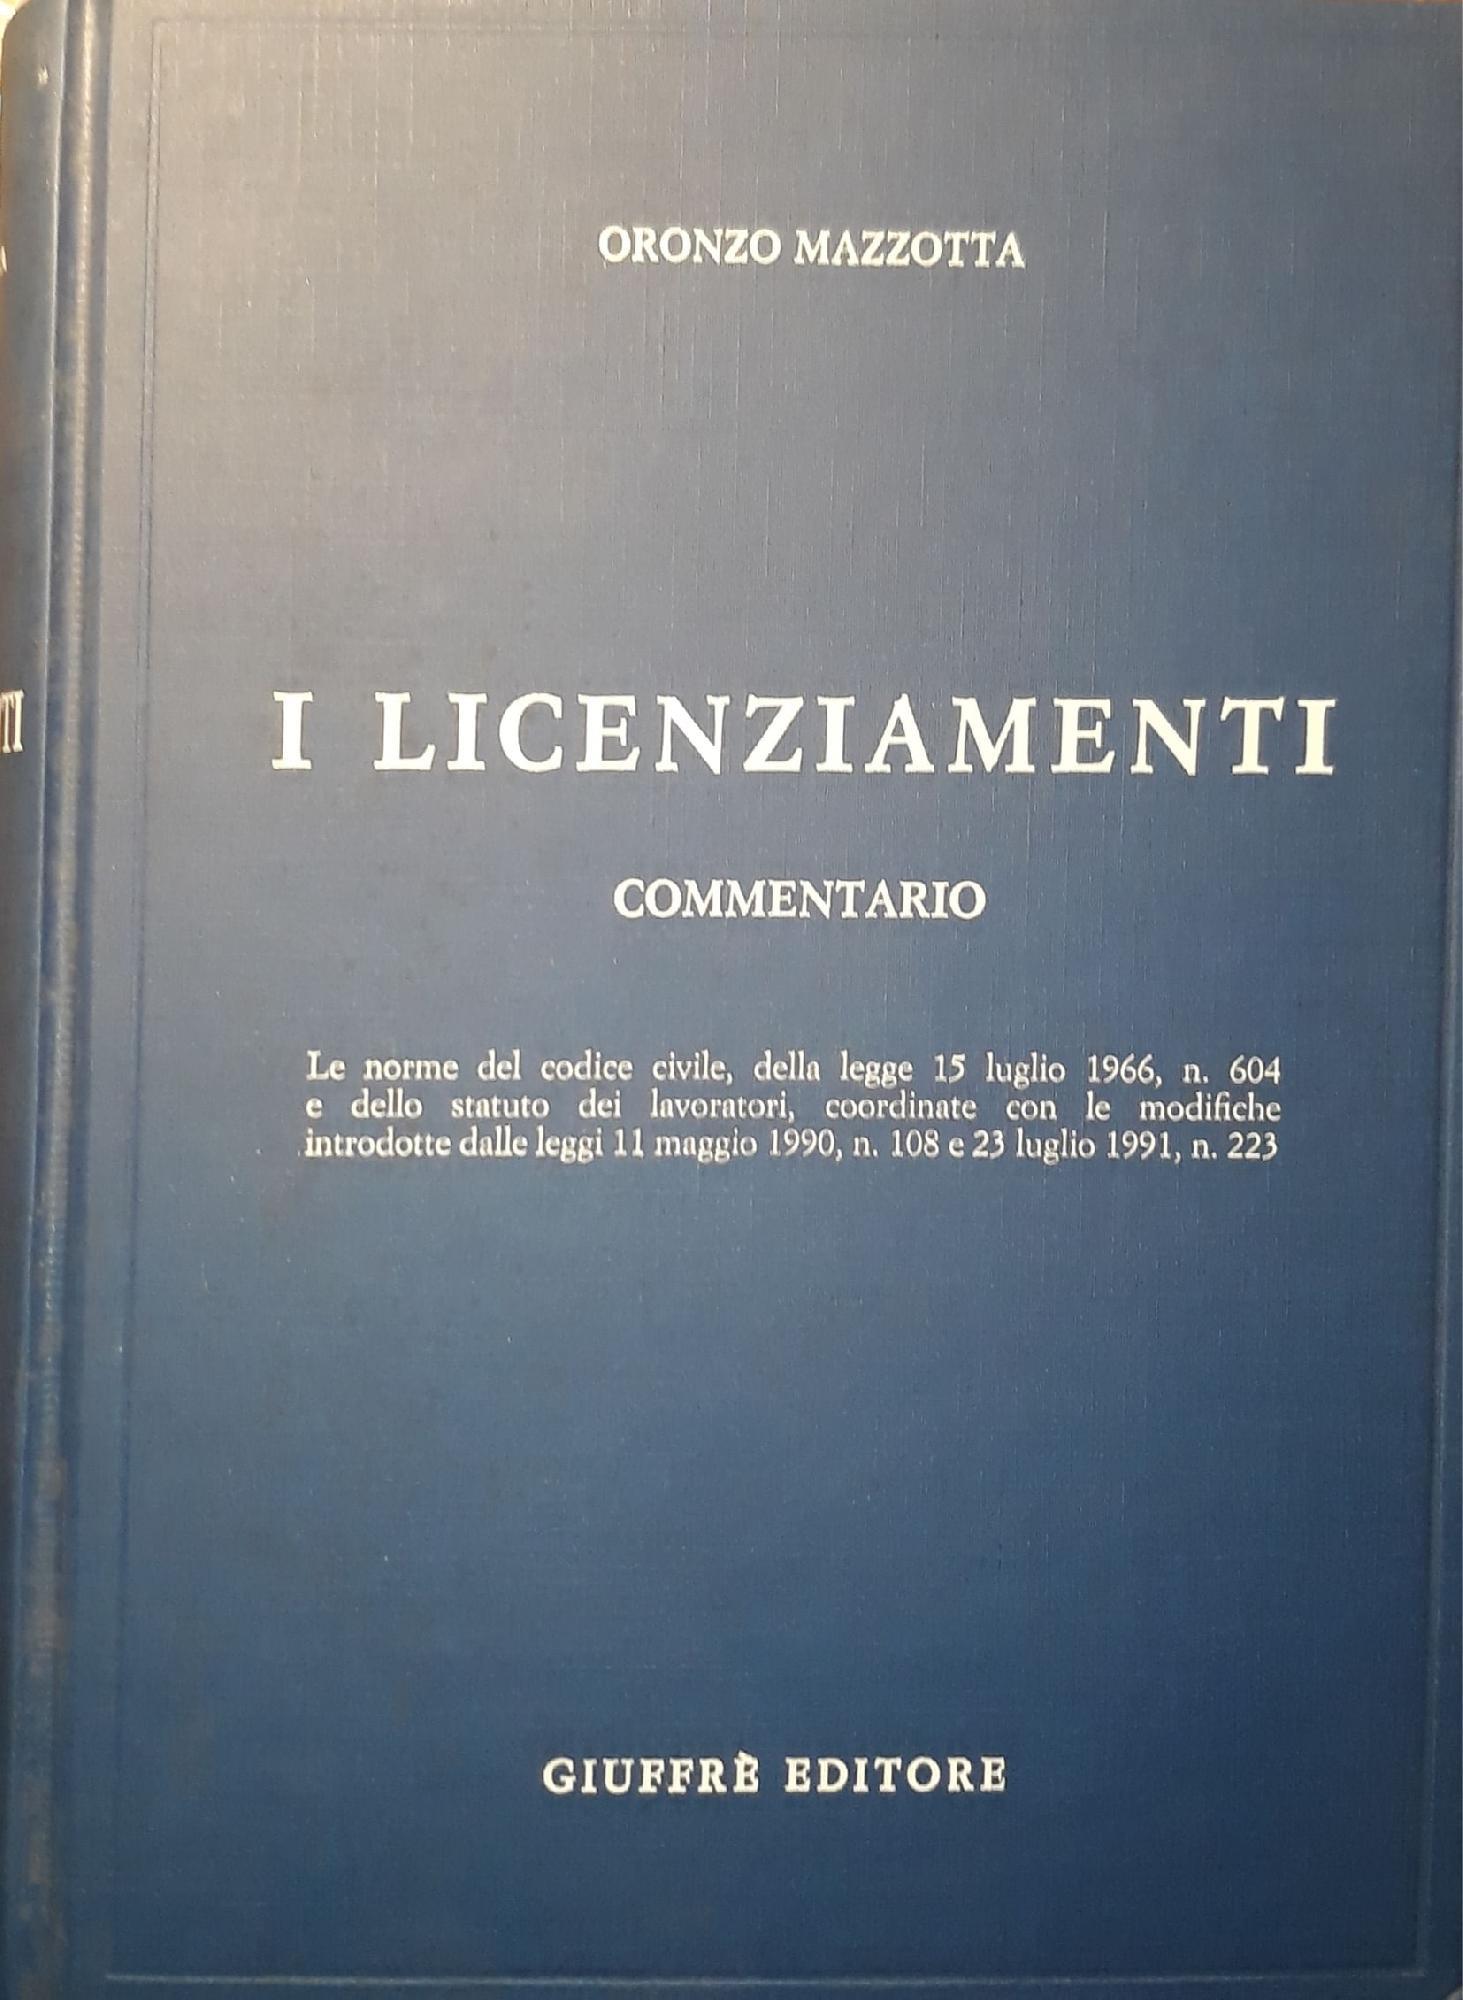 ORONZO MAZZOTTA
I LICENZIAMENTI
COMMENTARIO
Le norme del codice civile, della legge 15 luglio 1966, n. 604
e dello statuto dei lavoratori, coordinate con le modifiche
introdotte dalle leggi 11 maggio 1990, n. 108 e 23 luglio 1991, n. 223
GIUFFRÈ EDITORE